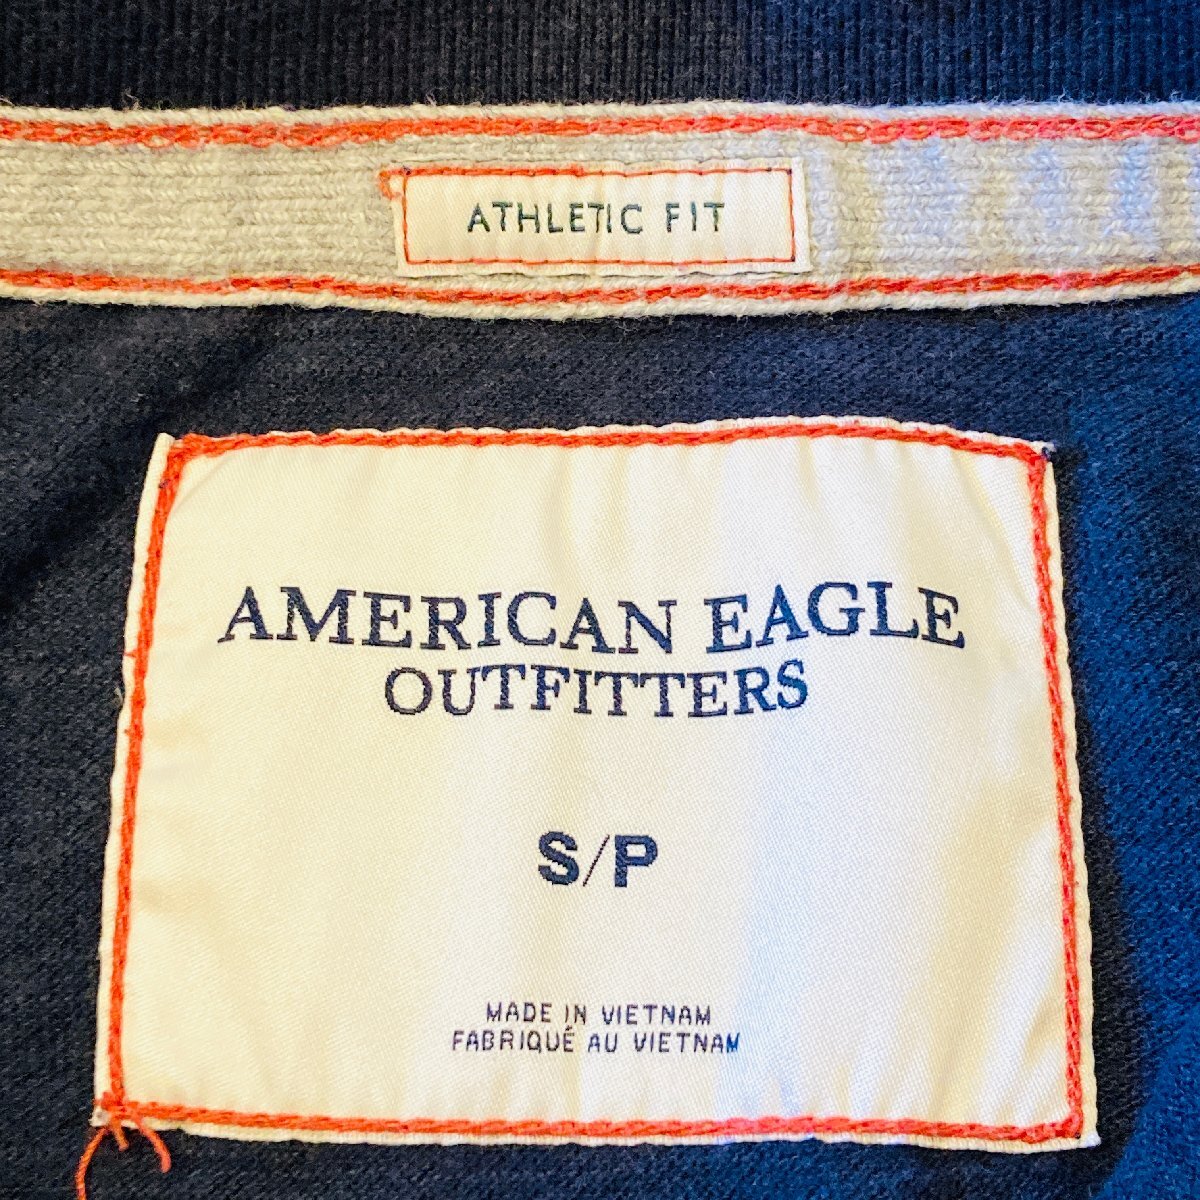 ATHLETIC FIT
AMERICAN EAGLE
OUTFITTERS
S/P
MADE IN VIETNAM
FABRIQUÉ AU VIETNAM